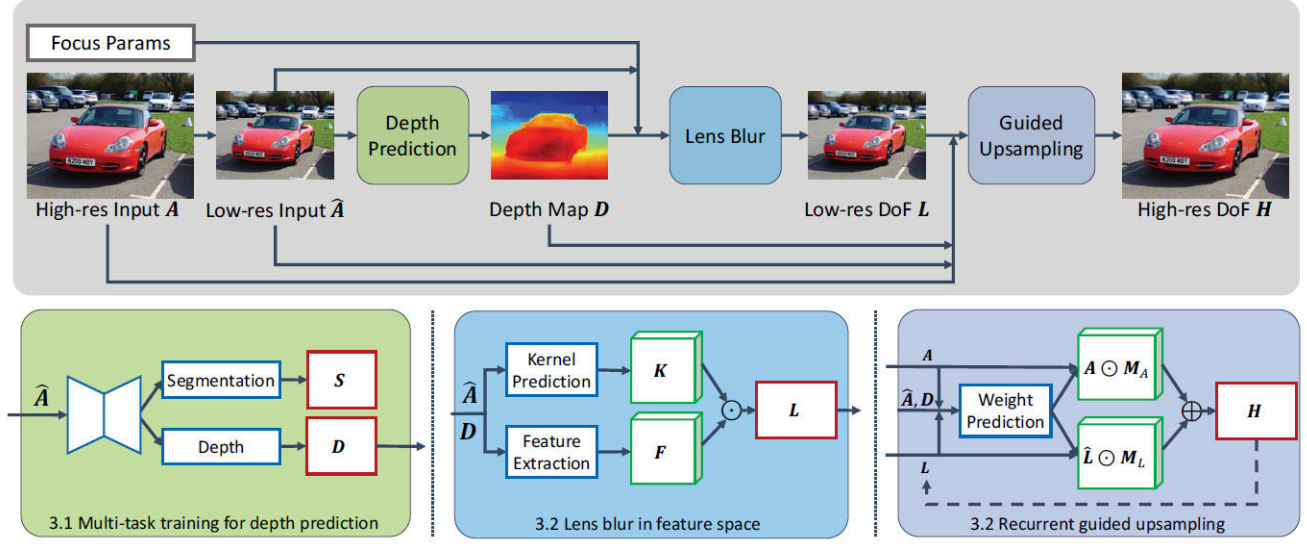 Focus Params
Depth
Prediction
Lens Blur
Guided
Upsampling
N200 HOT
High-res Input A
Low-res Input Â
Depth Map D
Low-res DoF L
High-res DoF H
Â
Segmentation
S
Depth
D
3.1 Multi-task training for depth prediction
Â
D
Kernel
Prediction
K
Feature
Extraction
F
L
3.2 Lens blur in feature space
A
Â, D
L
Weight
Prediction
A ⊙ M_A
L̂ ⊙ M_L
H
3.2 Recurrent guided upsampling